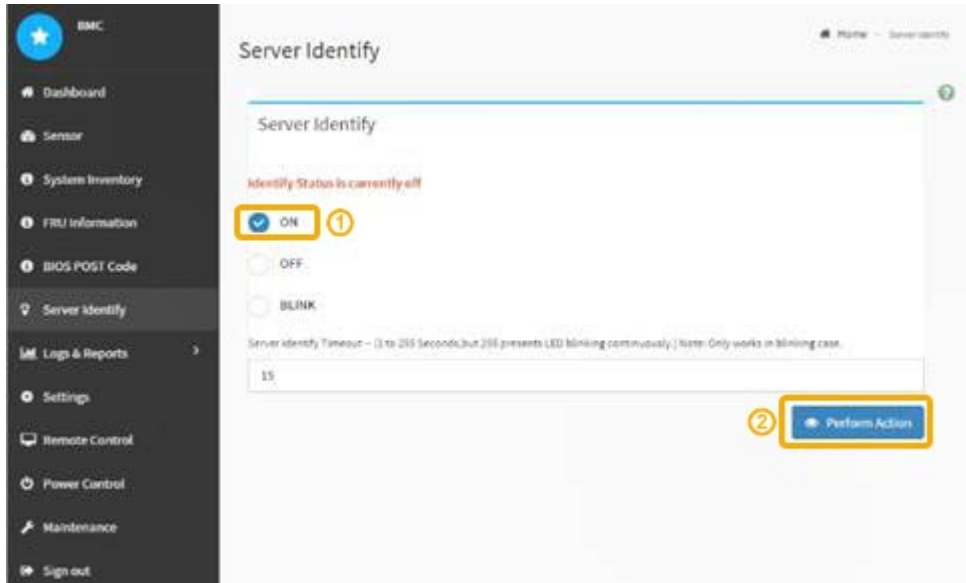 BMC
Home - Server Identify
Server Identify
Dashboard
Sensor
System Inventory
FRU Information
BIOS POST Code
Server Identify
Logs & Reports
Settings
Remote Control
Power Control
Maintenance
Sign out
Server Identify
Identify Status is currently off
ON
1
OFF
BLINK
Server Identify Timeout – (1 to 255 Seconds,but 255 presents LED blinking continuously.) Note: Only works in blinking case.
15
2
Perform Action